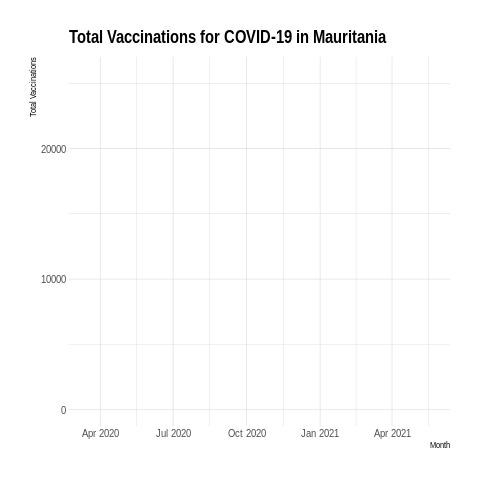 Total Vaccinations for COVID-19 in Mauritania
Total Vaccinations
20000
10000
0
Apr 2020 Jul 2020 Oct 2020 Jan 2021 Apr 2021
Month